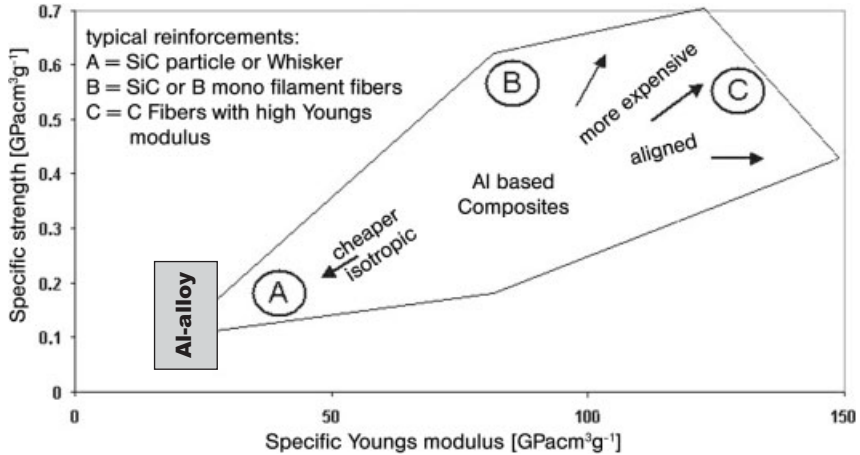 0.7
0.6
0.5
0.4
0.3
0.2
0.1
0
Specific strength [GPacm³g⁻¹]
typical reinforcements:
A = SiC particle or Whisker
B = SiC or B mono filament fibers
C = C Fibers with high Youngs
modulus
B
C
more expensive
aligned
Al based
Composites
cheaper
isotropic
A
Al-alloy
0
50
100
150
Specific Youngs modulus [GPacm³g⁻¹]